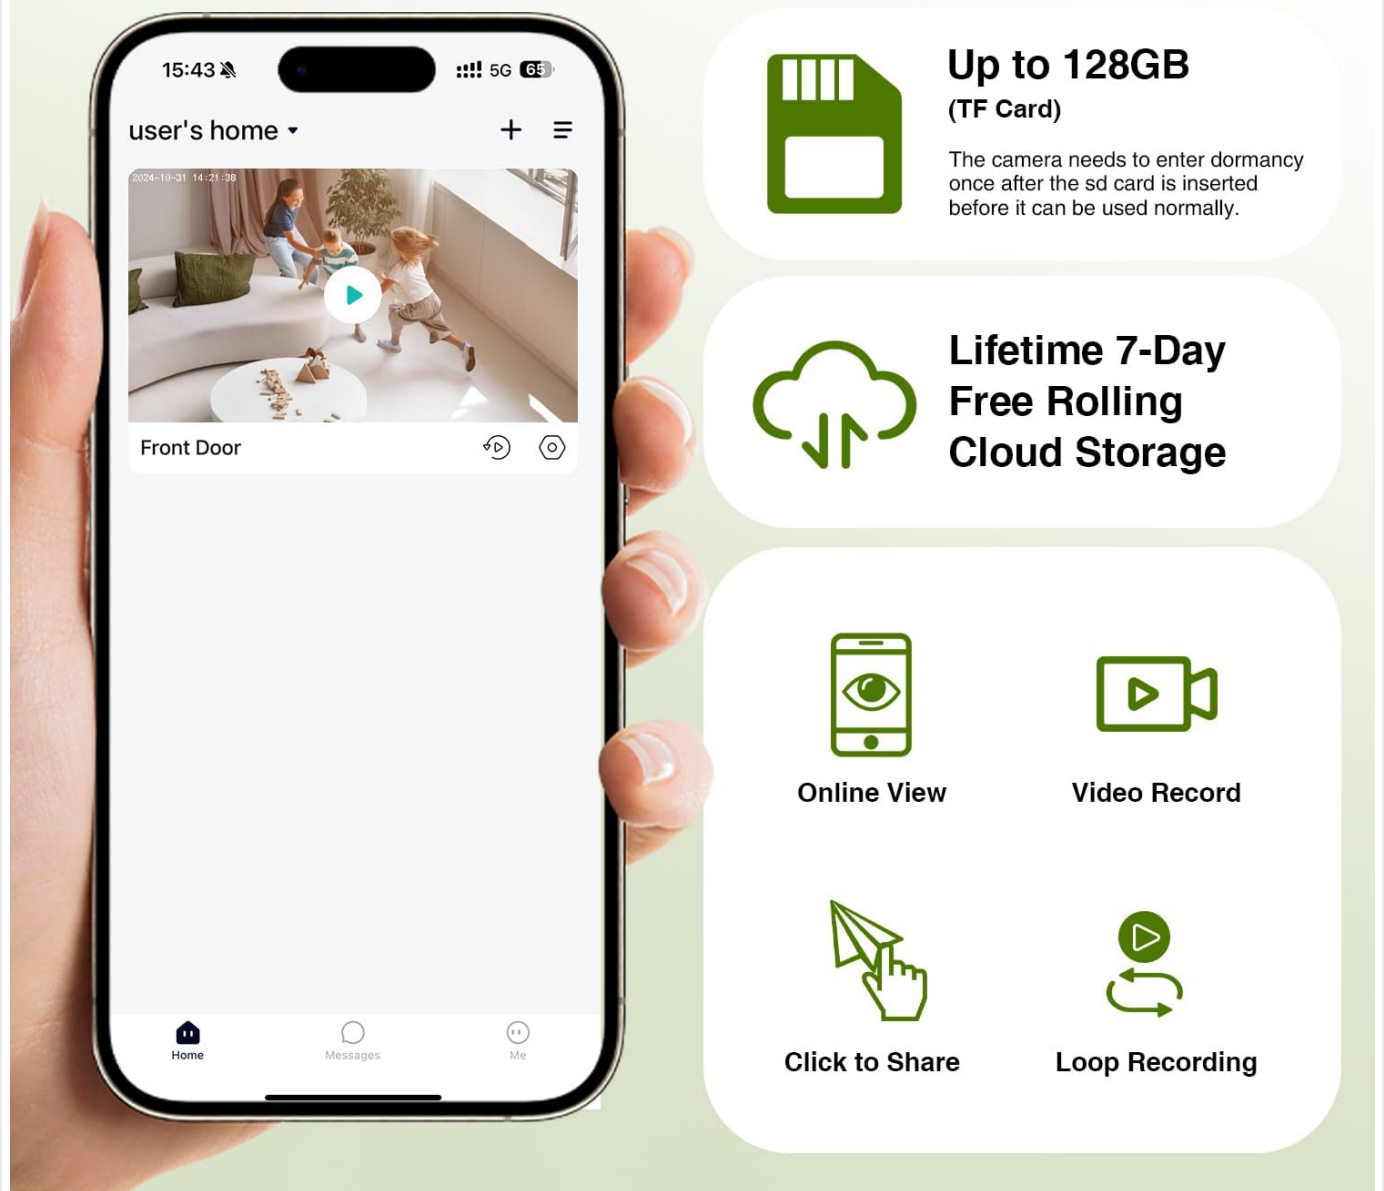 15:43
5G 65
user's home
2024-10-31 14:21:38
Front Door
Home
Messages
Me
Up to 128GB
(TF Card)
The camera needs to enter dormancy
once after the sd card is inserted
before it can be used normally.
Lifetime 7-Day
Free Rolling
Cloud Storage
Online View
Video Record
Click to Share
Loop Recording